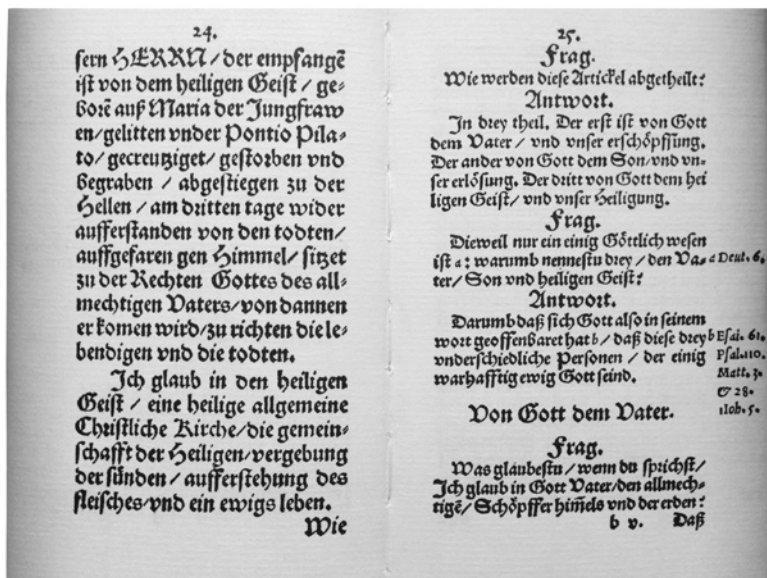 24.
sern HERRN / der empfangē
ist von dem heiligen Geist / ge-
borē auß Maria der Jungfraw
en/gelitten vnder Pontio Pila-
to/gecreutziget/gestorben vnd
begraben / abgestiegen zu der
Hellen / am dritten tage wider
aufferstanden von den todten/
auffgefaren gen Himmel/ sitzet
zu der Rechten Gottes des all-
mechtigen Vaters/von dannen
er komen wird/zu richten die le-
bendigen vnd die todten.
Ich glaub in den heiligen
Geist / eine heilige allgemeine
Christliche Kirche/die gemein-
schafft der Heiligen/vergebung
der sünden / aufferstehung des
fleisches/vnd ein ewigs leben.
Wie
25.
Frag.
Wie werden diese Artickel abgetheilt?
Antwort.
In drey theil. Der erst ist von Gott
dem Vater / vnd vnser erschöpffung.
Der ander von Gott dem Son/vnd vn-
ser erlösung. Der dritt von Gott dem hei
ligen Geist/ vnd vnser Heiligung.
Frag.
Dieweil nur ein einig Göttlich wesen
ist a: warumb nennestu drey / den Va- a Deut. 6.
ter/ Son vnd heiligen Geist?
Antwort.
Darumb daß sich Gott also in seinem
wort geoffenbaret hat b/ daß diese drey b Esai. 61.
vnderschiedliche Personen / der einig Psal.110.
warhafftig ewig Gott seind. Matt. 3.
& 28.
Von Gott dem Vater. 1Ioh. 5.
Frag.
Was glaubestu / wenn du sprichst/
Ich glaub in Gott Vater/den allmech-
tigē/ Schöpffer him̄els vnd der erden?
b v. Daß